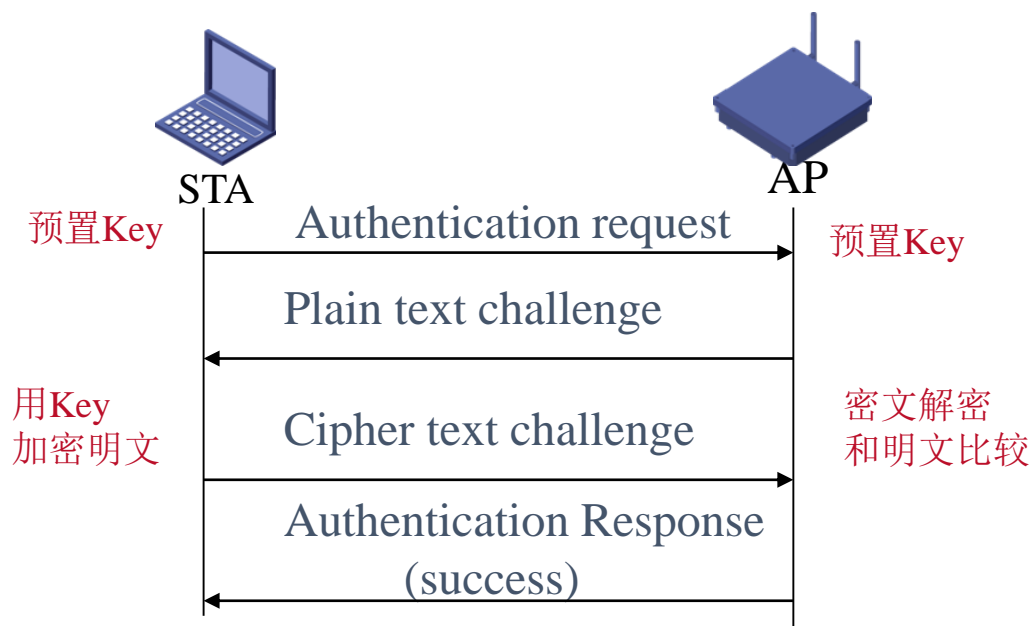 STA
AP
预置Key
Authentication request
预置Key
Plain text challenge
用Key
加密明文
Cipher text challenge
密文解密
和明文比较
Authentication Response
(success)